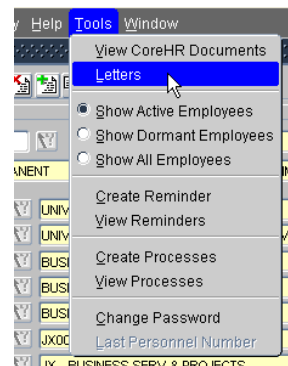 Help Tools Window
View CoreHR Documents
Letters
Show Active Employees
Show Dormant Employees
Show All Employees
ANENT
Create Reminder
UNIV
View Reminders
UNIV
BUSI
Create Processes
BUSI
View Processes
BUSI
Change Password
JX00
Last Personnel Number
JX BUSINESS SERV & PROJECTS